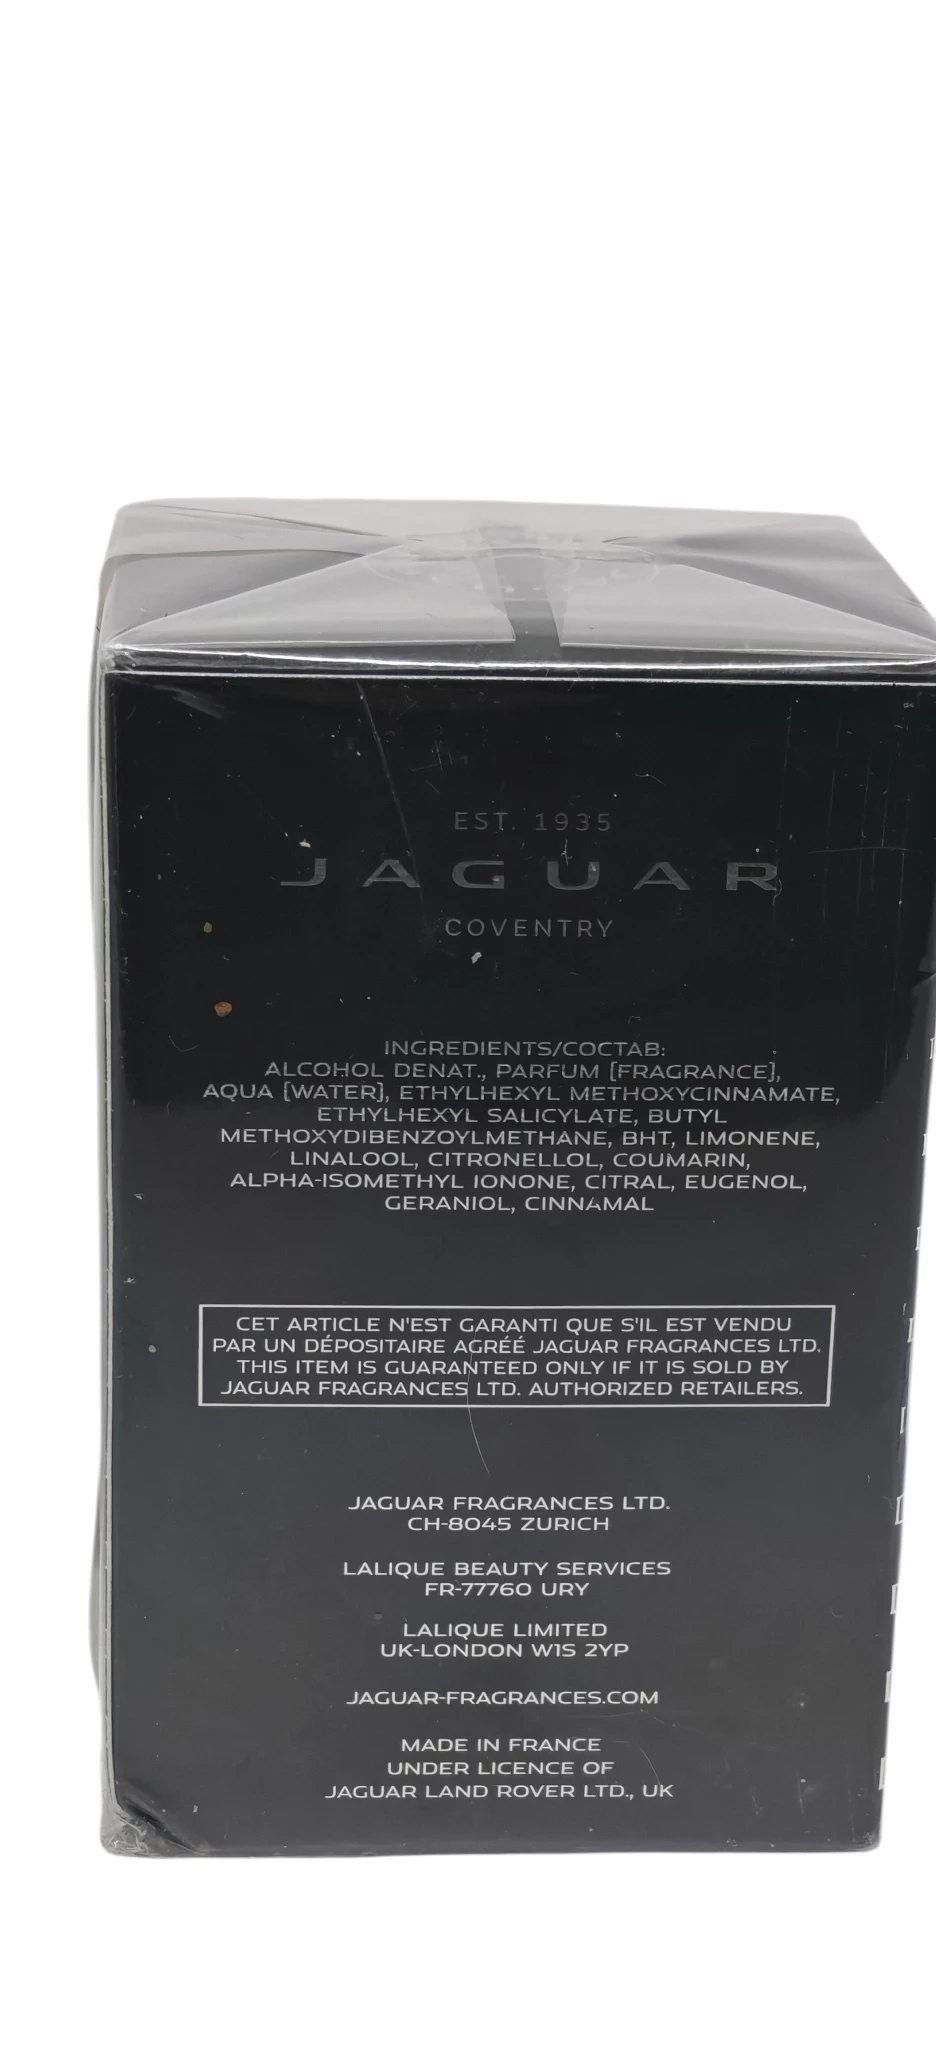 EST. 1935
JAGUAR
COVENTRY
INGREDIENTS/СОСТАВ:
ALCOHOL DENAT., PARFUM [FRAGRANCE],
AQUA [WATER], ETHYLHEXYL METHOXYCINNAMATE,
ETHYLHEXYL SALICYLATE, BUTYL
METHOXYDIBENZOYLMETHANE, BHT, LIMONENE,
LINALOOL, CITRONELLOL, COUMARIN,
ALPHA-ISOMETHYL IONONE, CITRAL, EUGENOL,
GERANIOL, CINNAMAL
CET ARTICLE N'EST GARANTI QUE S'IL EST VENDU
PAR UN DÉPOSITAIRE AGRÉÉ JAGUAR FRAGRANCES LTD.
THIS ITEM IS GUARANTEED ONLY IF IT IS SOLD BY
JAGUAR FRAGRANCES LTD. AUTHORIZED RETAILERS.
JAGUAR FRAGRANCES LTD.
CH-8045 ZURICH
LALIQUE BEAUTY SERVICES
FR-77760 URY
LALIQUE LIMITED
UK-LONDON W1S 2YP
JAGUAR-FRAGRANCES.COM
MADE IN FRANCE
UNDER LICENCE OF
JAGUAR LAND ROVER LTD., UK